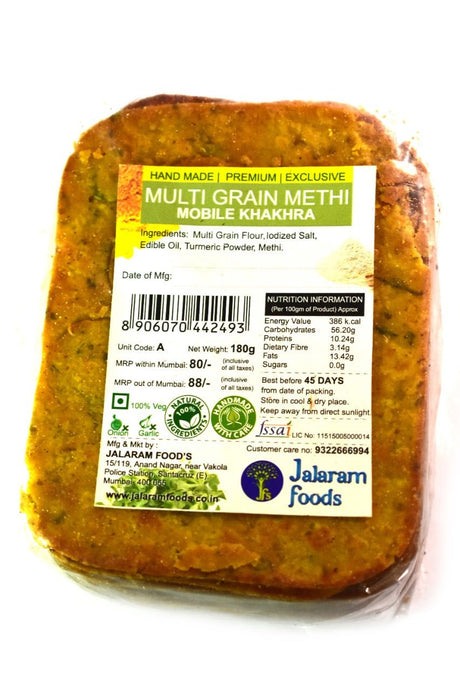 HAND MADE | PREMIUM | EXCLUSIVE
MULTI GRAIN METHI
MOBILE KHAKHRA
Ingredients: Multi Grain Flour, Iodized Salt,
Edible Oil, Turmeric Powder, Methi.
Date of Mfg:
8 906070 442493
Unit Code: A Net Weight: 180g
MRP within Mumbai: 80/- (inclusive of all taxes)
MRP out of Mumbai: 88/- (inclusive of all taxes)
100% Veg
Onion Garlic
NATURAL
100%
INGREDIENTS
HANDMADE
WITH CARE
Mfg & Mkt by :
JALARAM FOOD'S
15/119, Anand Nagar, near Vakola
Police Station, Santacruz (E)
Mumbai: 400 055
www.jalaramfoods.co.in
NUTRITION INFORMATION
(Per 100gm of Product) Approx
Energy Value 386 k.cal
Carbohydrates 56.20g
Proteins 10.24g
Dietary Fibre 3.14g
Fats 13.42g
Sugars 0.0g
Best before 45 DAYS
from date of packing.
Store in cool & dry place.
Keep away from direct sunlight.
fssai LIC No: 11515005000014
Customer care no: 9322666994
Jalaram
foods